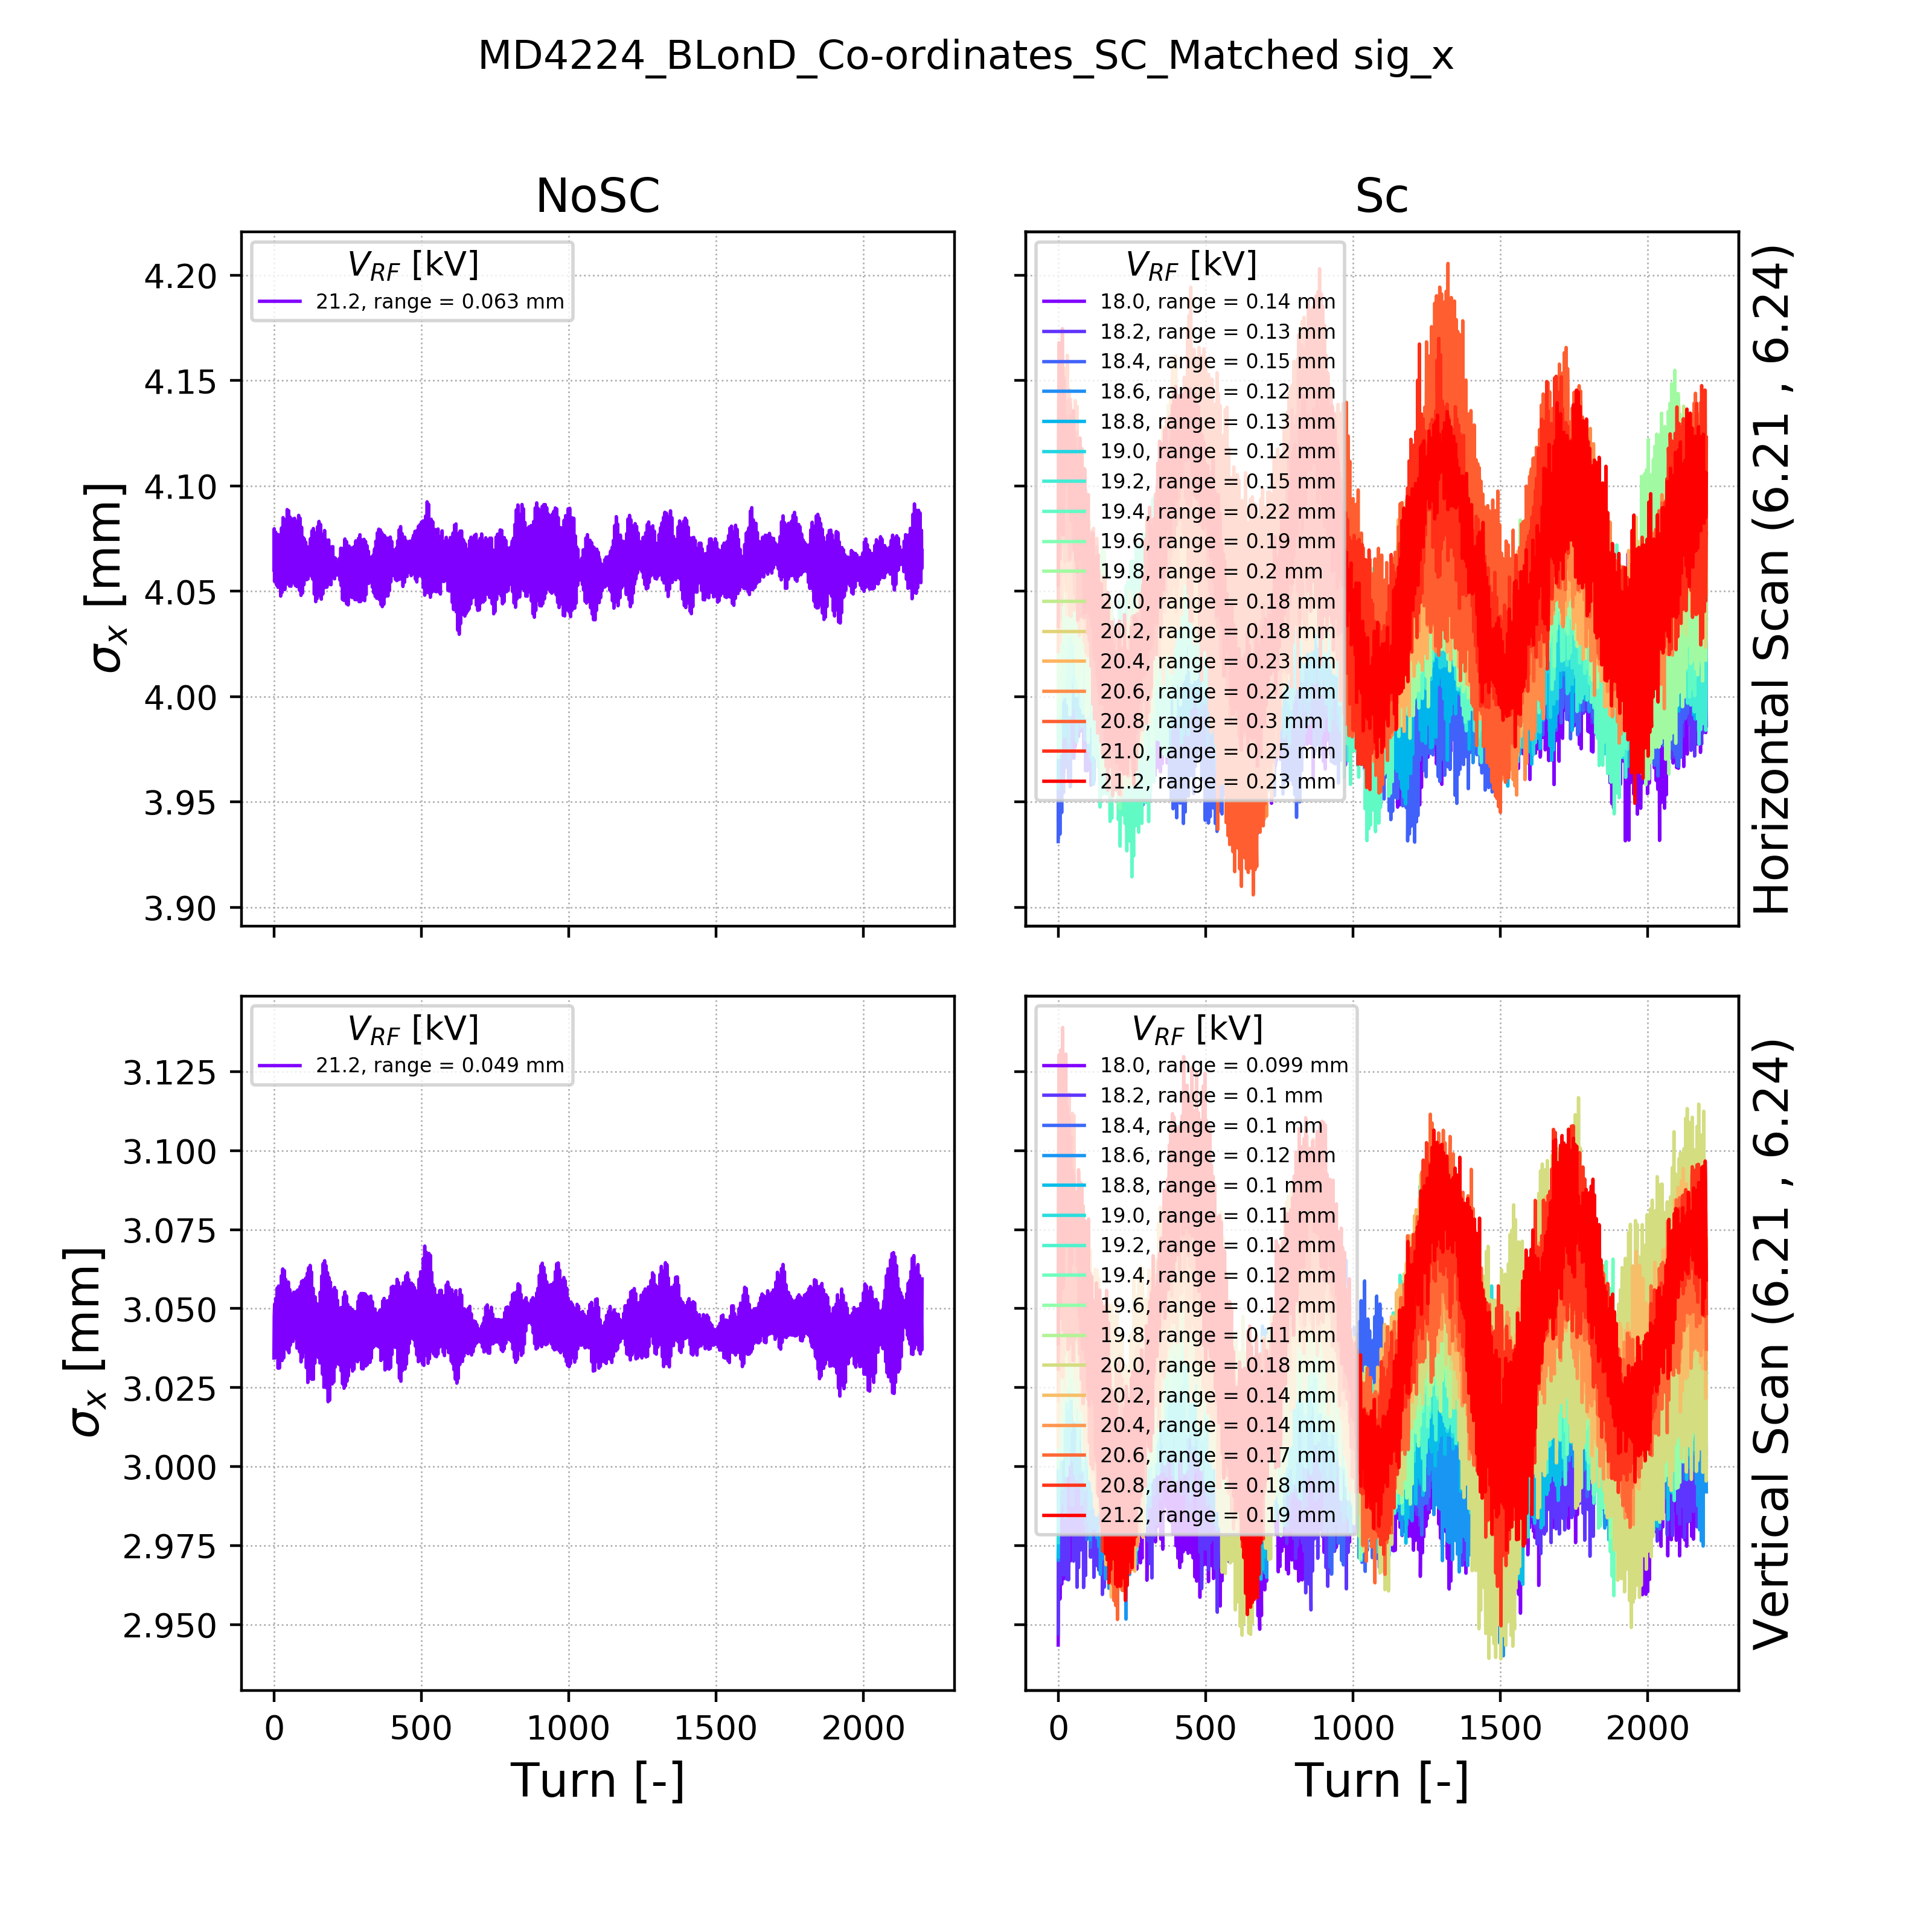 MD4224_BLonD_Co-ordinates_SC_Matched sig_x
NoSC
Sc
σx [mm]
4.20
4.15
4.10
4.05
4.00
3.95
3.90
VRF [kV]
21.2, range = 0.063 mm
VRF [kV]
18.0, range = 0.14 mm
18.2, range = 0.13 mm
18.4, range = 0.15 mm
18.6, range = 0.12 mm
18.8, range = 0.13 mm
19.0, range = 0.12 mm
19.2, range = 0.15 mm
19.4, range = 0.22 mm
19.6, range = 0.19 mm
19.8, range = 0.2 mm
20.0, range = 0.18 mm
20.2, range = 0.18 mm
20.4, range = 0.23 mm
20.6, range = 0.22 mm
20.8, range = 0.3 mm
21.0, range = 0.25 mm
21.2, range = 0.23 mm
Horizontal Scan (6.21 , 6.24)
σx [mm]
3.125
3.100
3.075
3.050
3.025
3.000
2.975
2.950
VRF [kV]
21.2, range = 0.049 mm
VRF [kV]
18.0, range = 0.099 mm
18.2, range = 0.1 mm
18.4, range = 0.1 mm
18.6, range = 0.12 mm
18.8, range = 0.1 mm
19.0, range = 0.11 mm
19.2, range = 0.12 mm
19.4, range = 0.12 mm
19.6, range = 0.12 mm
19.8, range = 0.11 mm
20.0, range = 0.18 mm
20.2, range = 0.14 mm
20.4, range = 0.14 mm
20.6, range = 0.17 mm
20.8, range = 0.18 mm
21.2, range = 0.19 mm
Vertical Scan (6.21 , 6.24)
0 500 1000 1500 2000
0 500 1000 1500 2000
Turn [-]
Turn [-]